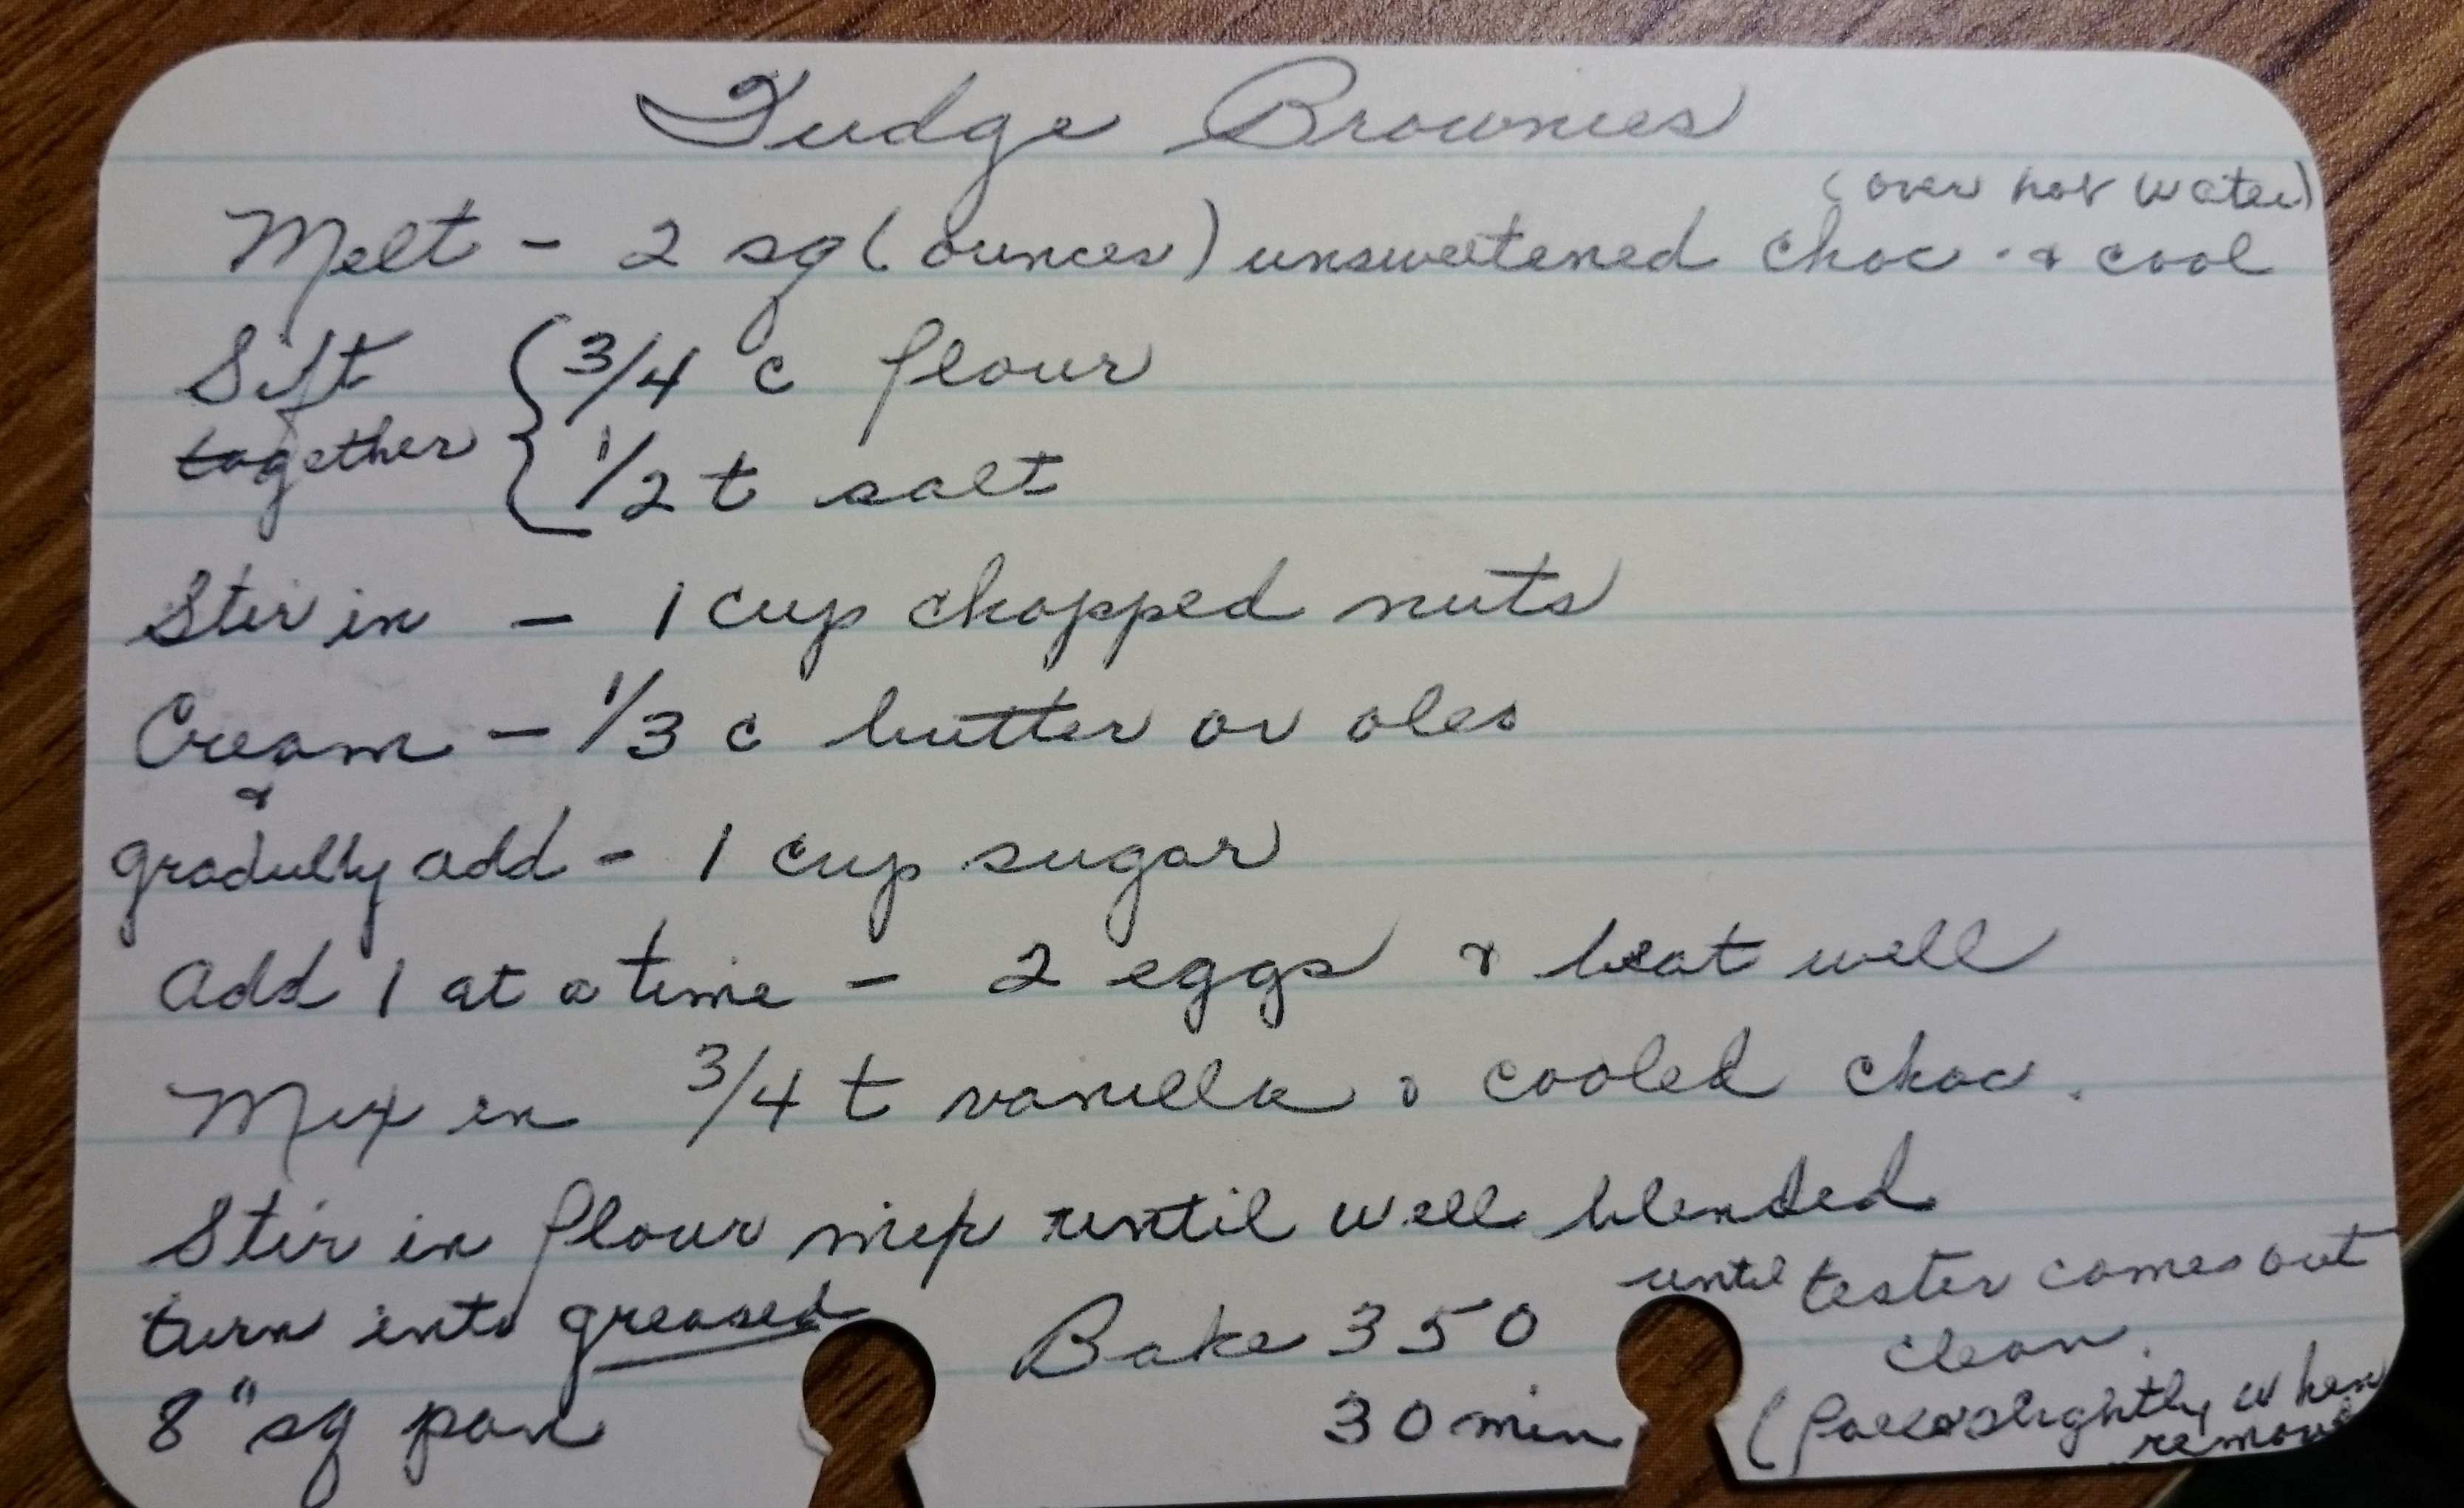 Fudge Brownies
(over hot water)
Melt - 2 sq (ounces) unsweetened choc. & cool
Sift { 3/4 c flour
together { 1/2 t salt
Stir in - 1 cup chopped nuts
Cream - 1/3 c butter or oleo
&
gradully add - 1 cup sugar
Add 1 at a time - 2 eggs & beat well
Mix in 3/4 t vanilla & cooled choc.
Stir in flour mix until well blended
turn into greased
8" sq pan
Bake 350
30 min
until tester comes out
clean.
(falls slightly when